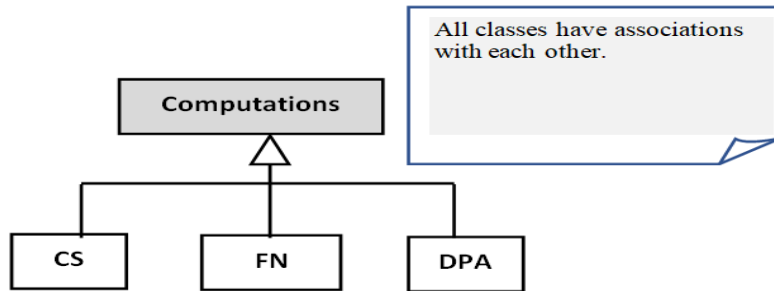 All classes have associations
with each other.
Computations
CS
FN
DPA